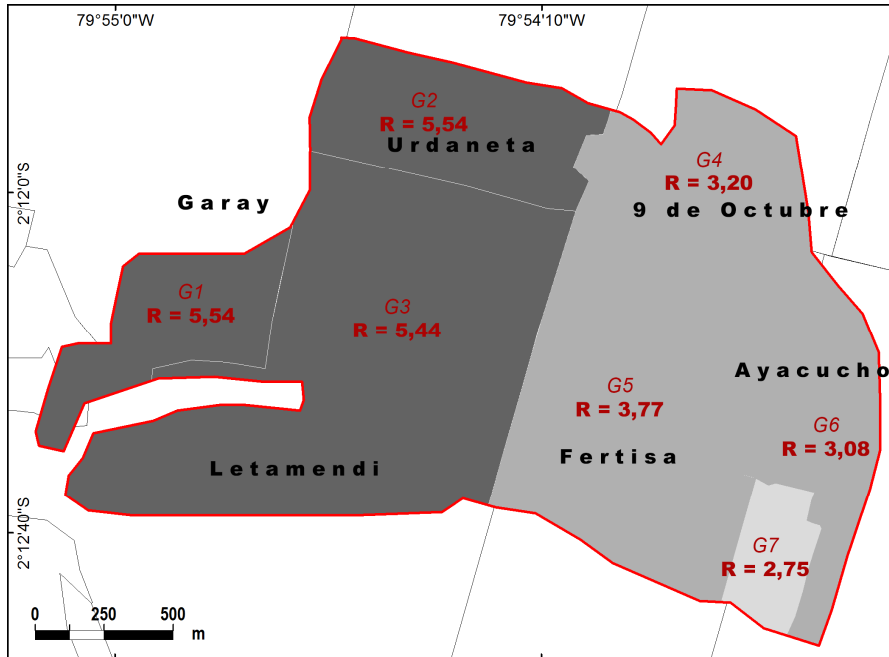 79°55'0"W
79°54'10"W
G2
R = 5,54
Urdaneta
G4
R = 3,20
9 de Octubre
2°12'0"S
Garay
G1
R = 5,54
G3
R = 5,44
Ayacucho
G5
R = 3,77
G6
R = 3,08
Fertisa
Letamendi
2°12'40"S
G7
R = 2,75
0 250 500
m